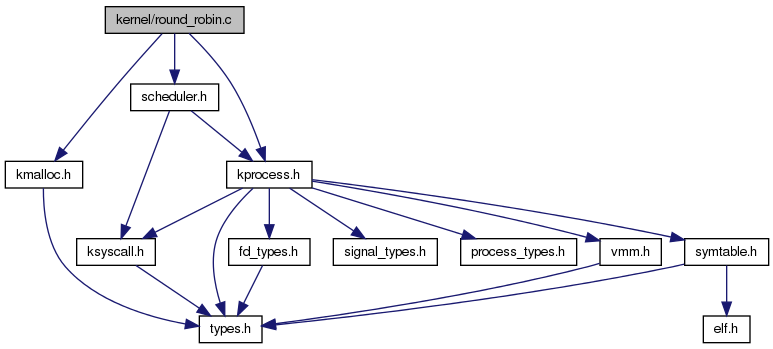 kernel/round_robin.c
scheduler.h
kmalloc.h
kprocess.h
ksyscall.h
fd_types.h
signal_types.h
process_types.h
vmm.h
symtable.h
types.h
elf.h